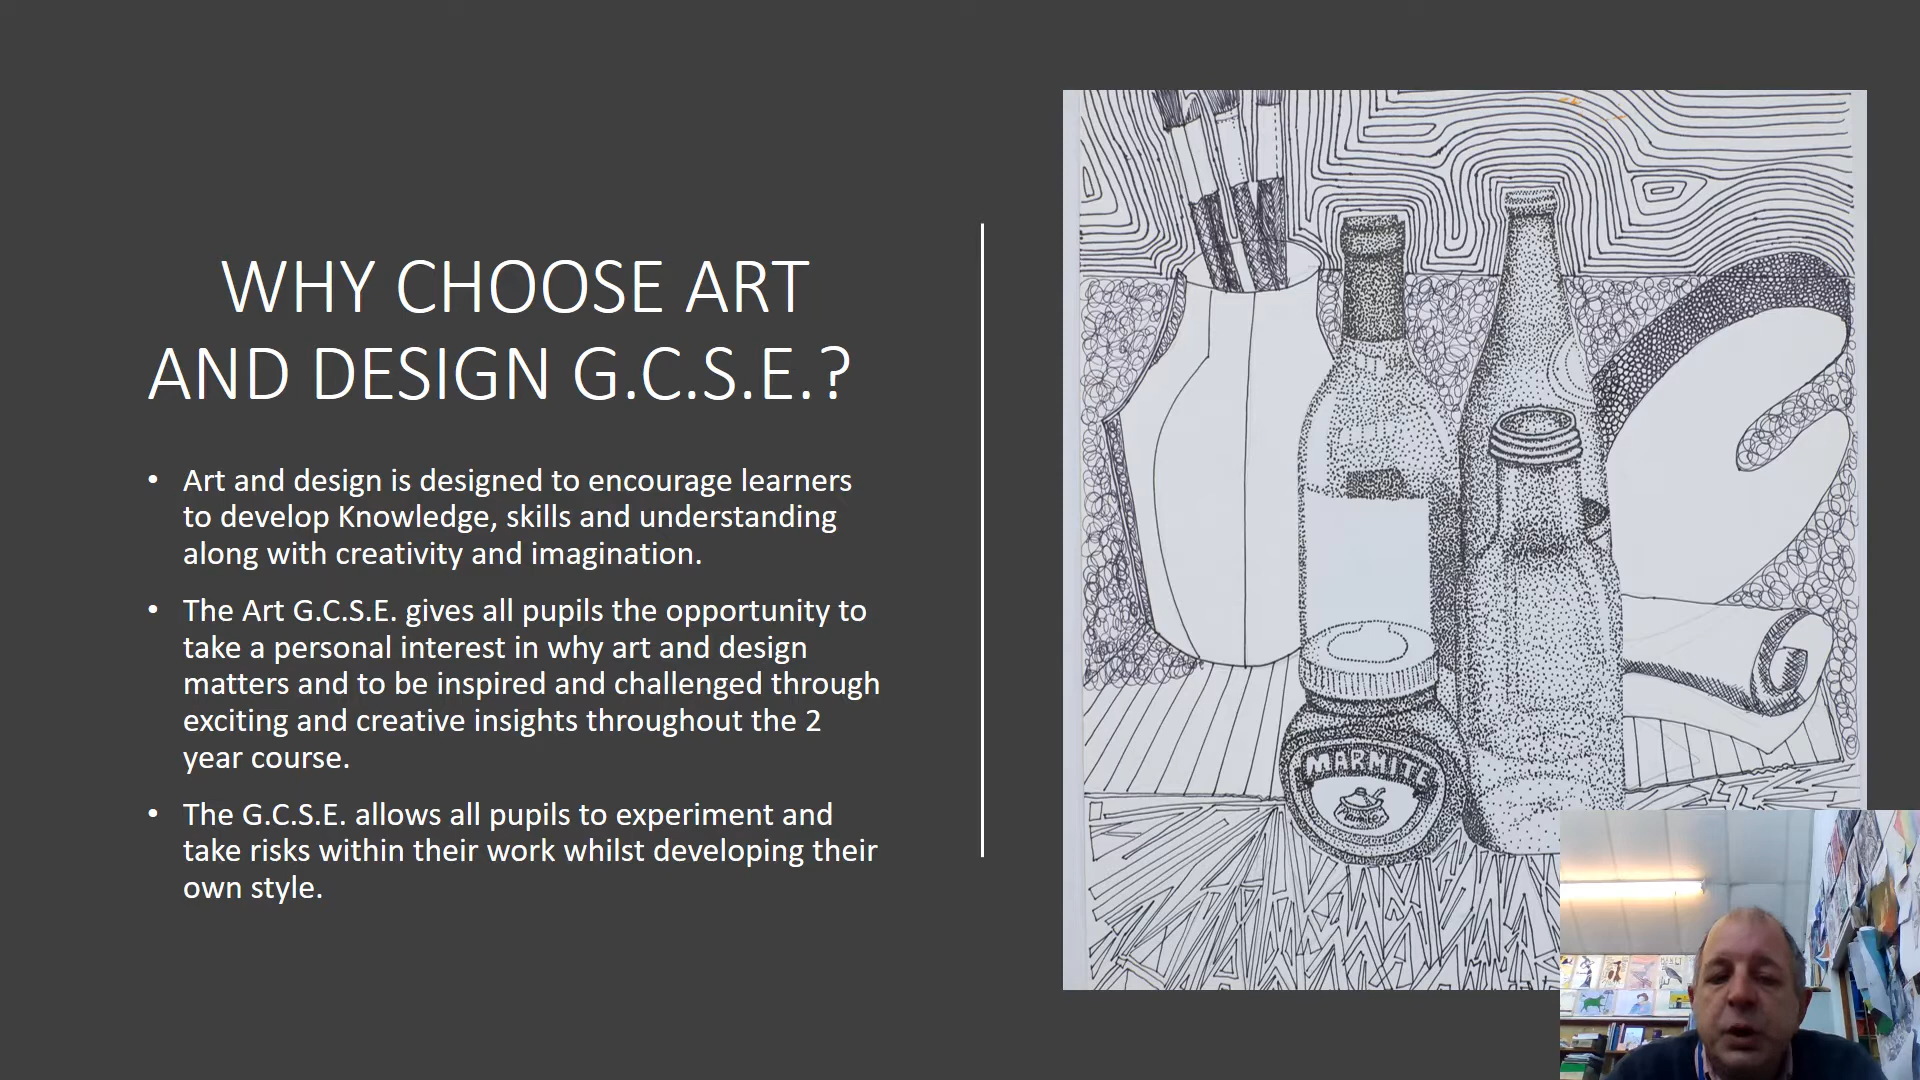 WHY CHOOSE ART
AND DESIGN G.C.S.E.?
• Art and design is designed to encourage learners
to develop Knowledge, skills and understanding
along with creativity and imagination.
• The Art G.C.S.E. gives all pupils the opportunity to
take a personal interest in why art and design
matters and to be inspired and challenged through
exciting and creative insights throughout the 2
year course.
• The G.C.S.E. allows all pupils to experiment and
take risks within their work whilst developing their
own style.
MARMITE